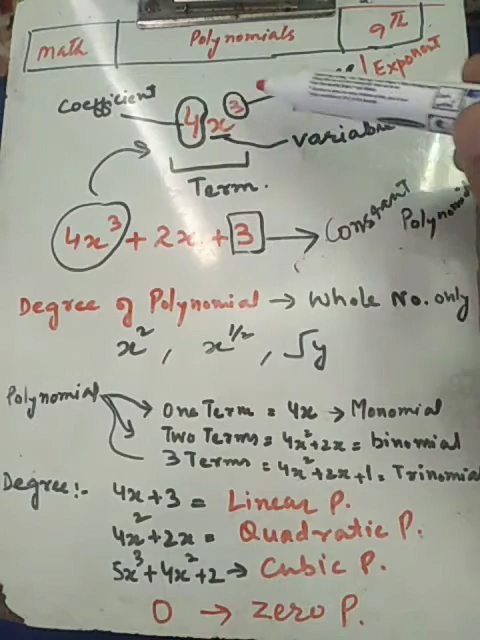 Math
Polynomials
9th
/ Exponent
Coefficient
4x³
variable
Term.
4x³ + 2x + 3 → Constant Polynomial
Degree of Polynomial → Whole No. only
x², x^1/2, √y
Polynomial
One Term = 4x → Monomial
Two Terms = 4x²+2x = binomial
3 Terms = 4x²+2x+1 = Trinomial
Degree:- 4x+3 = Linear P.
4x²+2x = Quadratic P.
5x³+4x²+2 → Cubic P.
0 → Zero P.